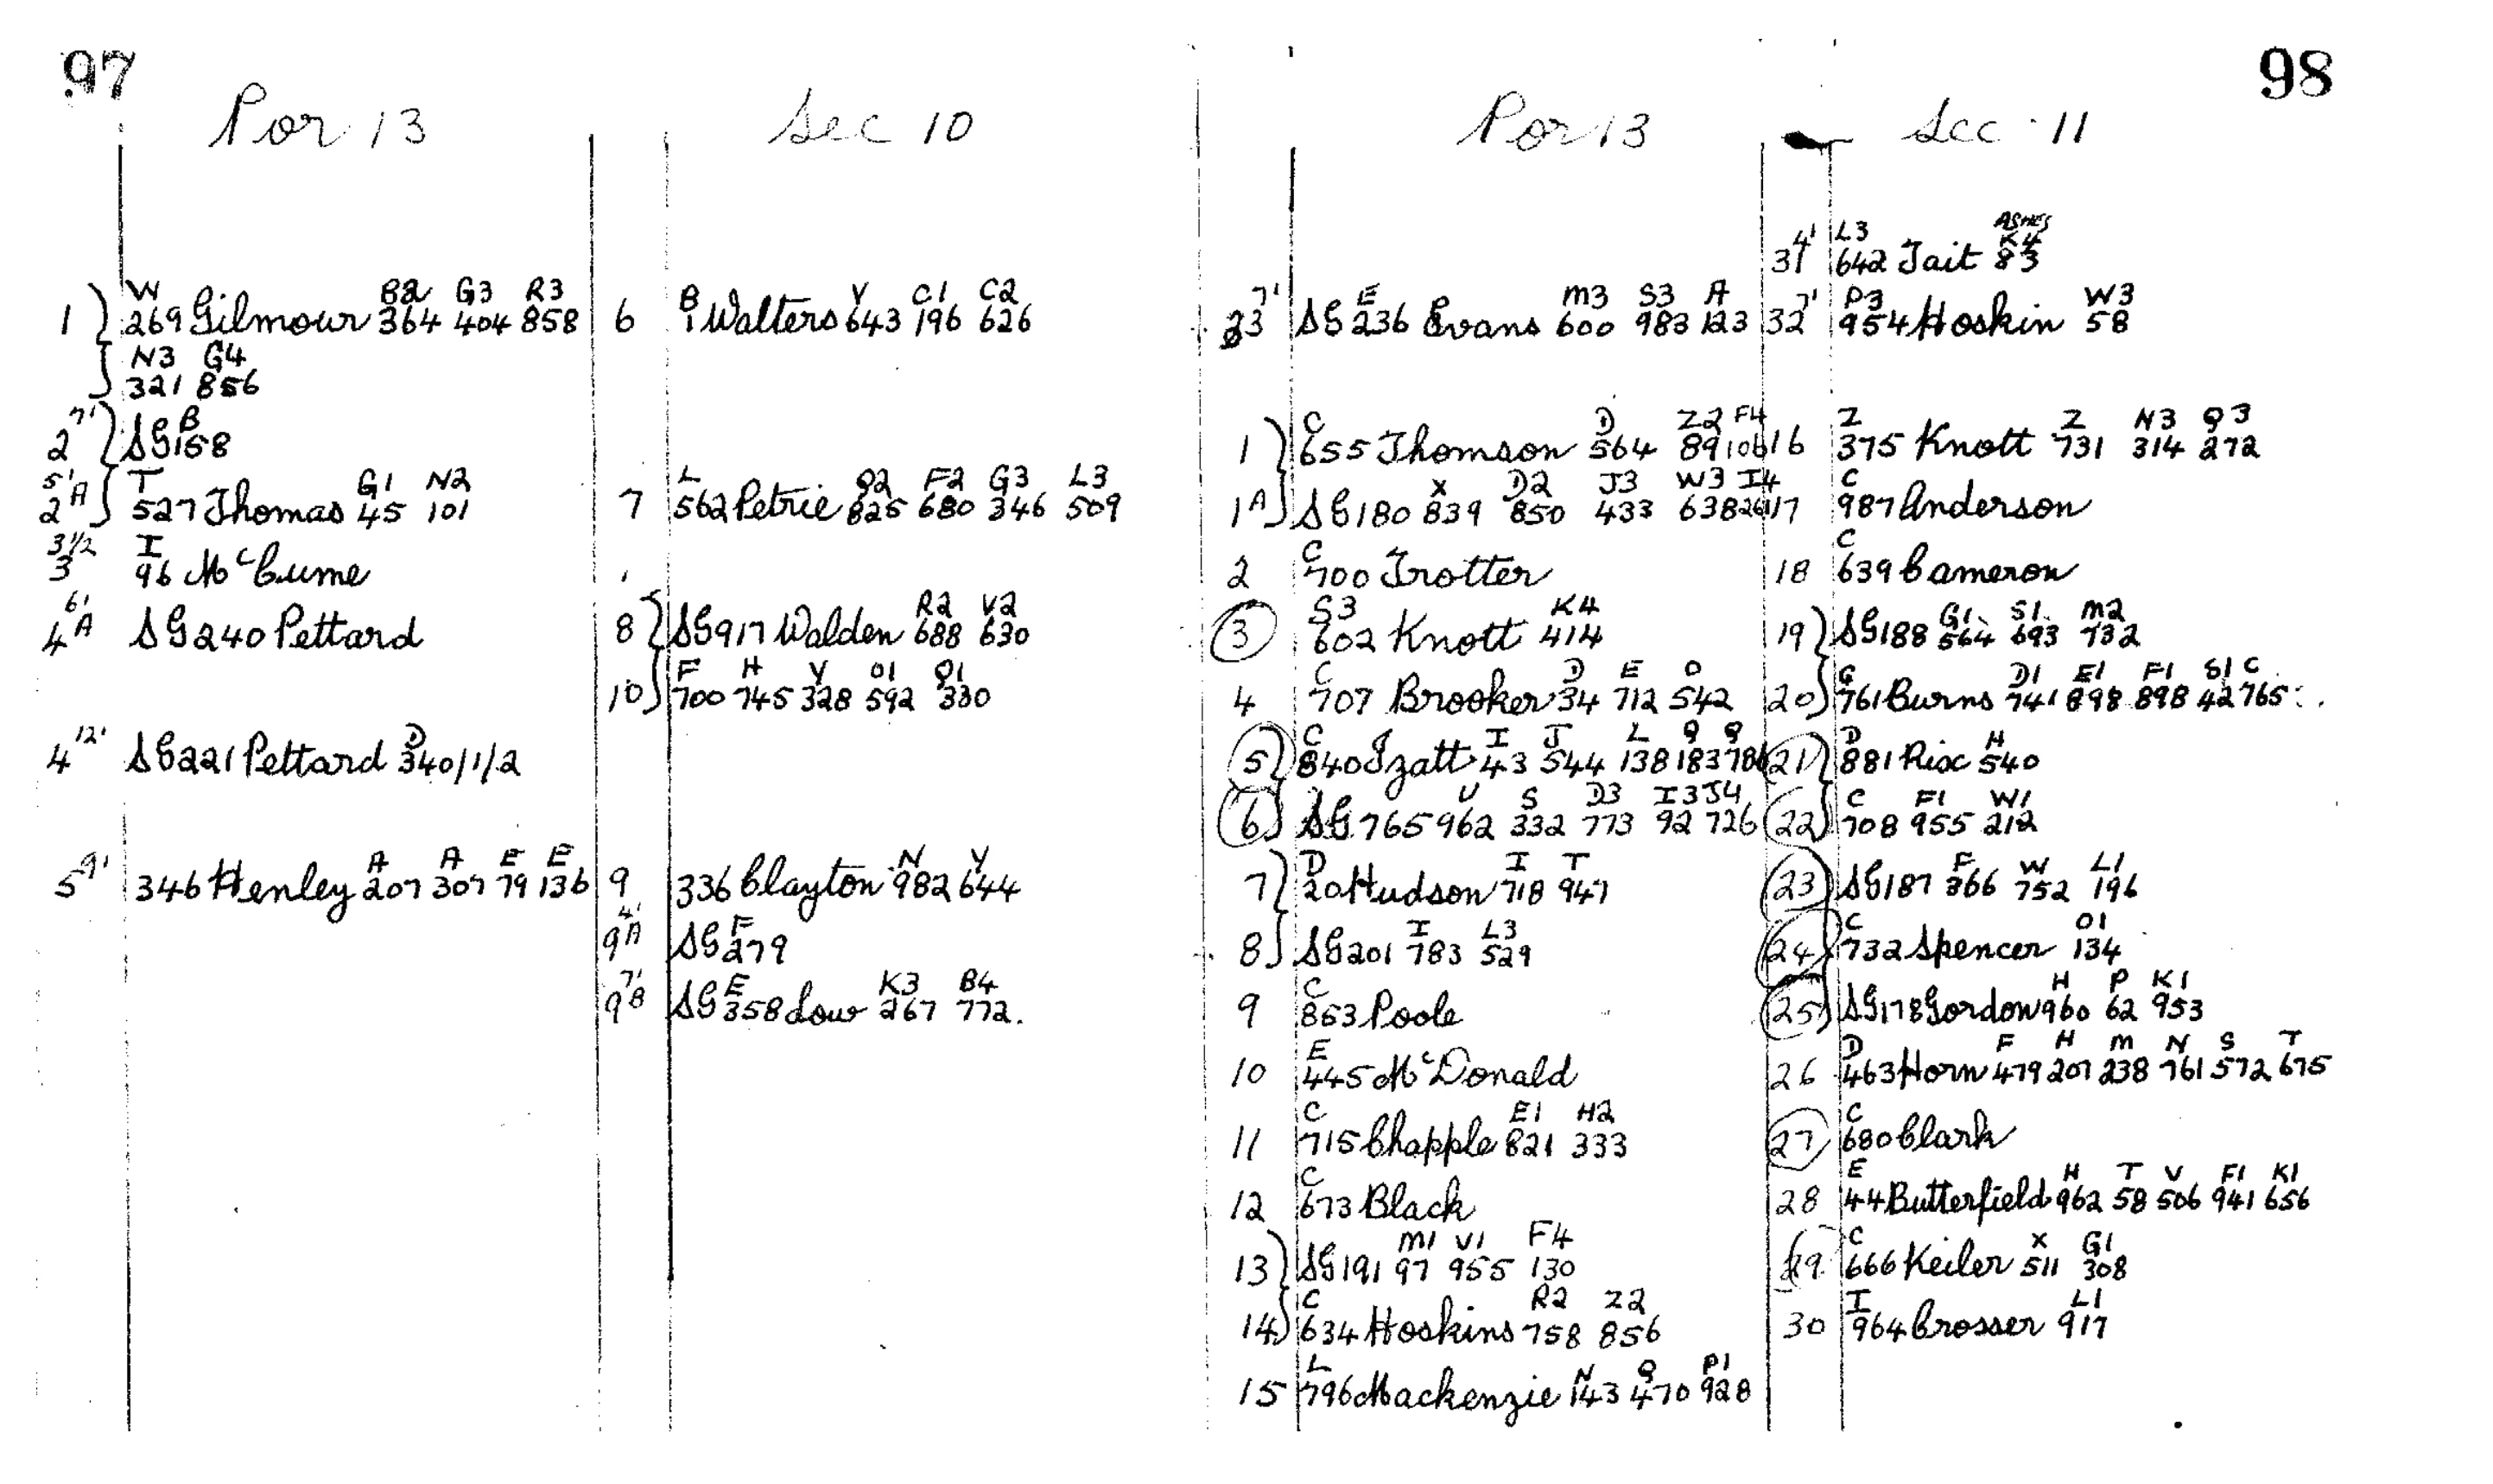 97
Por 13 Sec 10
W B2 G3 R3
1 269 Gilmour 364 404 858
N3 G4
321 856
7' B
2 SG 158
5' T G1 N2
2A 527 Thomas 45 101
3 1/2 I
3 96 McCume
6'
4A SG 240 Pettard
12' D
4 SG 221 Pettard 340/1/2
9' A A E E
5 346 Henley 207 307 79 136
B V C1 C2
6 1 Walters 643 196 626
L Q2 F2 G3 L3
7 562 Petrie 825 680 346 509
R2 V2
8 SG 917 Walden 688 630
F H V O1 Q1
10 700 745 328 592 330
N V
9 336 Clayton 982 644
4' F
9A SG 279
7' E K3 B4
9B SG 358 Low 267 772.
98
Por 13 Sec 11
7' E M3 S3 A
23 SG 236 Evans 600 983 123
C D Z2 F4
1 655 Thomson 564 89 106
X D2 J3 W3 I4
1A SG 180 839 850 433 638 261
C
2 700 Trotter
S3 K4
3 602 Knott 414
C D E O
4 707 Brooker 34 712 542
C I J L Q Q
5 840 Izatt 43 544 138 183 786
U S D3 I3 J4
6 SG 765 962 332 773 92 726
D I T
7 20 Hudson 718 947
I L3
8 SG 201 783 529
C
9 853 Poole
E
10 445 McDonald
C E1 H2
11 715 Chapple 821 333
C
12 673 Black
M1 V1 F4
13 SG 191 97 955 130
C R2 Z2
14 634 Hoskins 758 856
L N Q P1
15 796 Mackenzie 143 470 928
4' L3 ASHES K4
31 642 Tait 83
7' P3 W3
32 954 Hoskin 58
Z Z N3 Q3
16 375 Knott 731 314 272
C
17 987 Anderson
C
18 639 Cameron
G1 S1 M2
19 SG 188 564 693 732
G D1 E1 F1 S1 C
20 761 Burns 741 898 898 42 765
D H
21 881 Rix 540
C F1 W1
22 708 955 212
F W L1
23 SG 187 366 752 196
C O1
24 732 Spencer 134
H P K1
25 SG 178 Gordon 960 62 953
D F H M N S T
26 463 Horn 479 207 238 761 572 675
C
27 680 Clark
E H T V F1 K1
28 44 Butterfield 962 58 506 941 656
C X G1
29 666 Keiler 511 308
I L1
30 964 Crosser 917